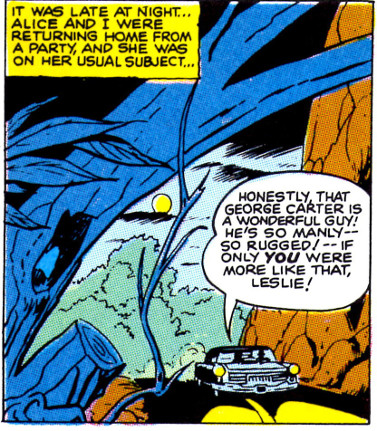 IT WAS LATE AT NIGHT...
ALICE AND I WERE
RETURNING HOME FROM
A PARTY, AND SHE WAS
ON HER USUAL SUBJECT...
HONESTLY, THAT
GEORGE CARTER IS
A WONDERFUL GUY!
HE'S SO MANLY--
SO RUGGED!-- IF
ONLY YOU WERE
MORE LIKE THAT,
LESLIE!